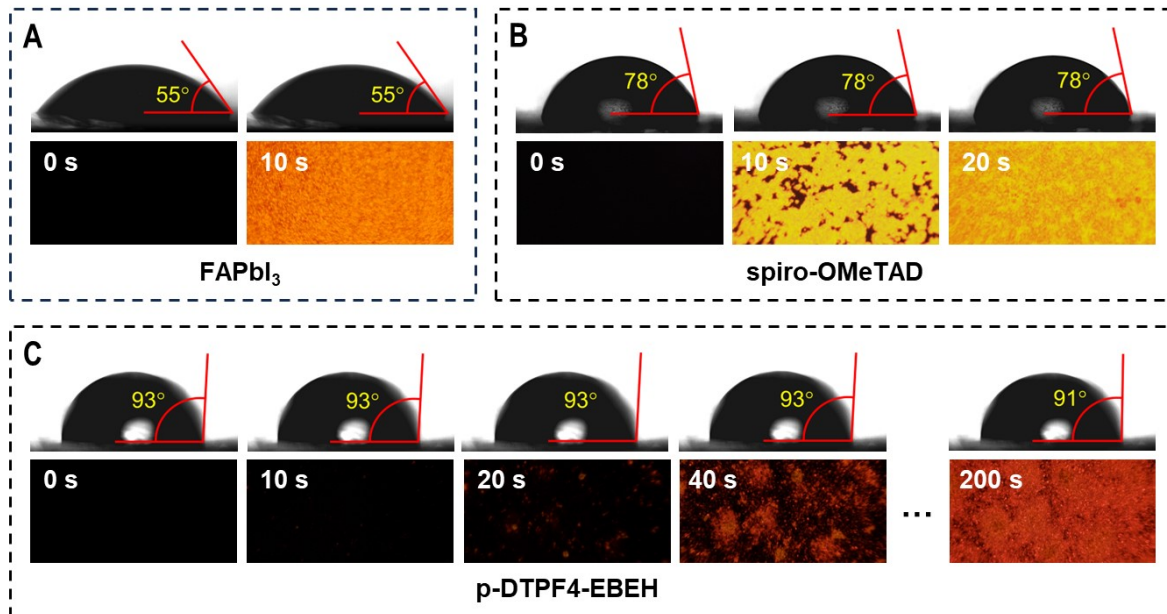 A
55° 55°
0 s 10 s
FAPbI₃
B
78° 78° 78°
0 s 10 s 20 s
spiro-OMeTAD
C
93° 93° 93° 93° 91°
0 s 10 s 20 s 40 s ... 200 s
p-DTPF4-EBEH